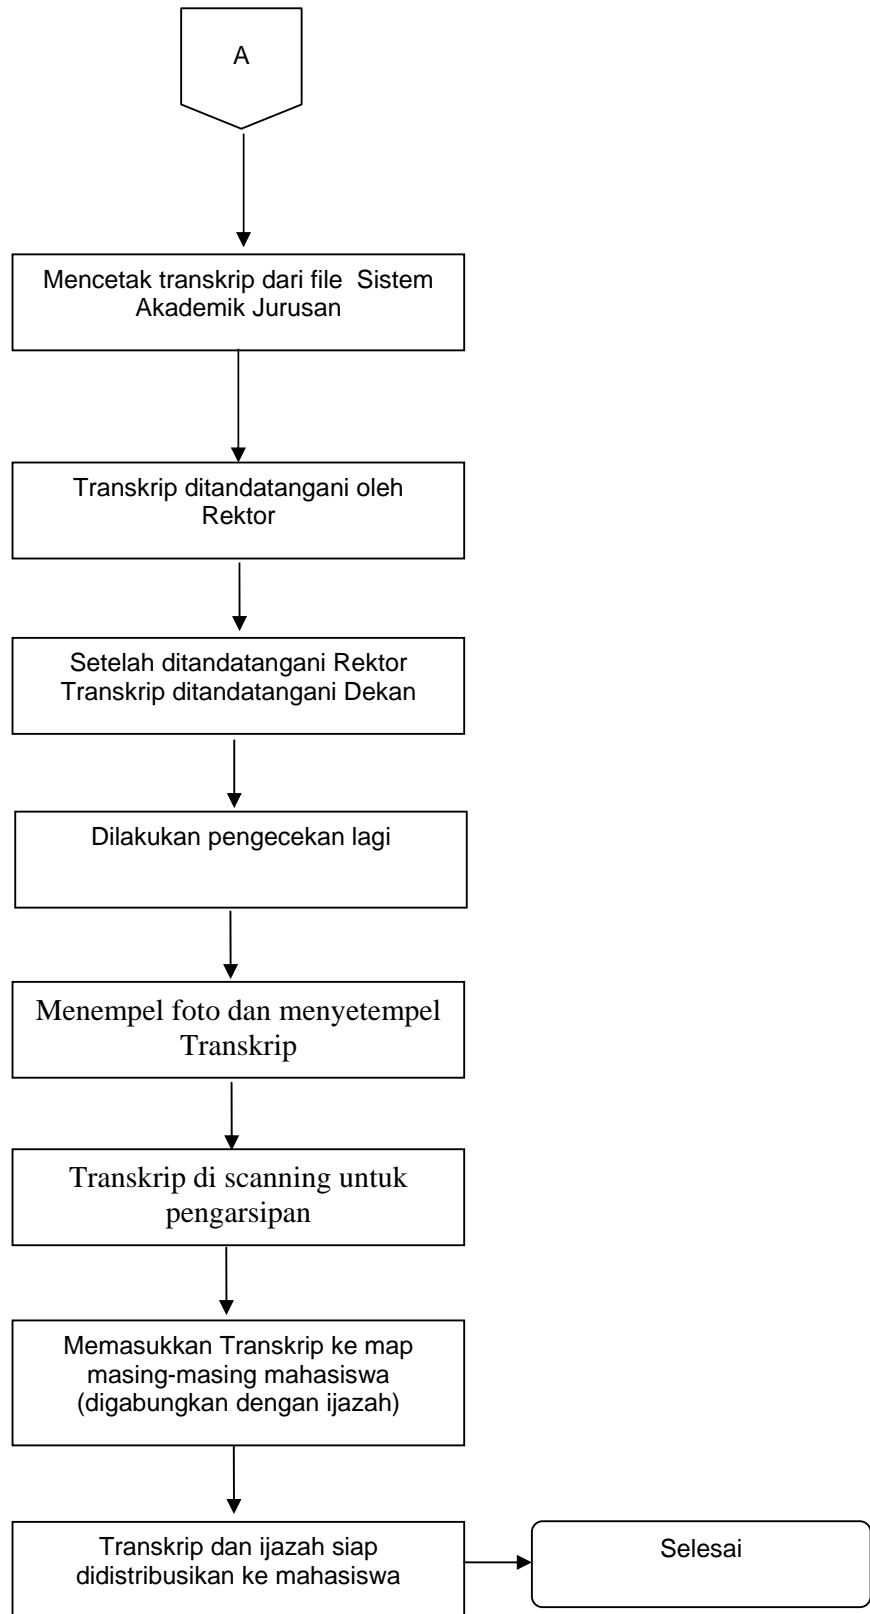 A
Mencetak transkrip dari file  Sistem
Akademik Jurusan
Transkrip ditandatangani oleh
Rektor
Setelah ditandatangani Rektor
Transkrip ditandatangani Dekan
Dilakukan pengecekan lagi
Menempel foto dan menyetempel
Transkrip
Transkrip di scanning untuk
pengarsipan
Memasukkan Transkrip ke map
masing-masing mahasiswa
(digabungkan dengan ijazah)
Transkrip dan ijazah siap
didistribusikan ke mahasiswa
Selesai